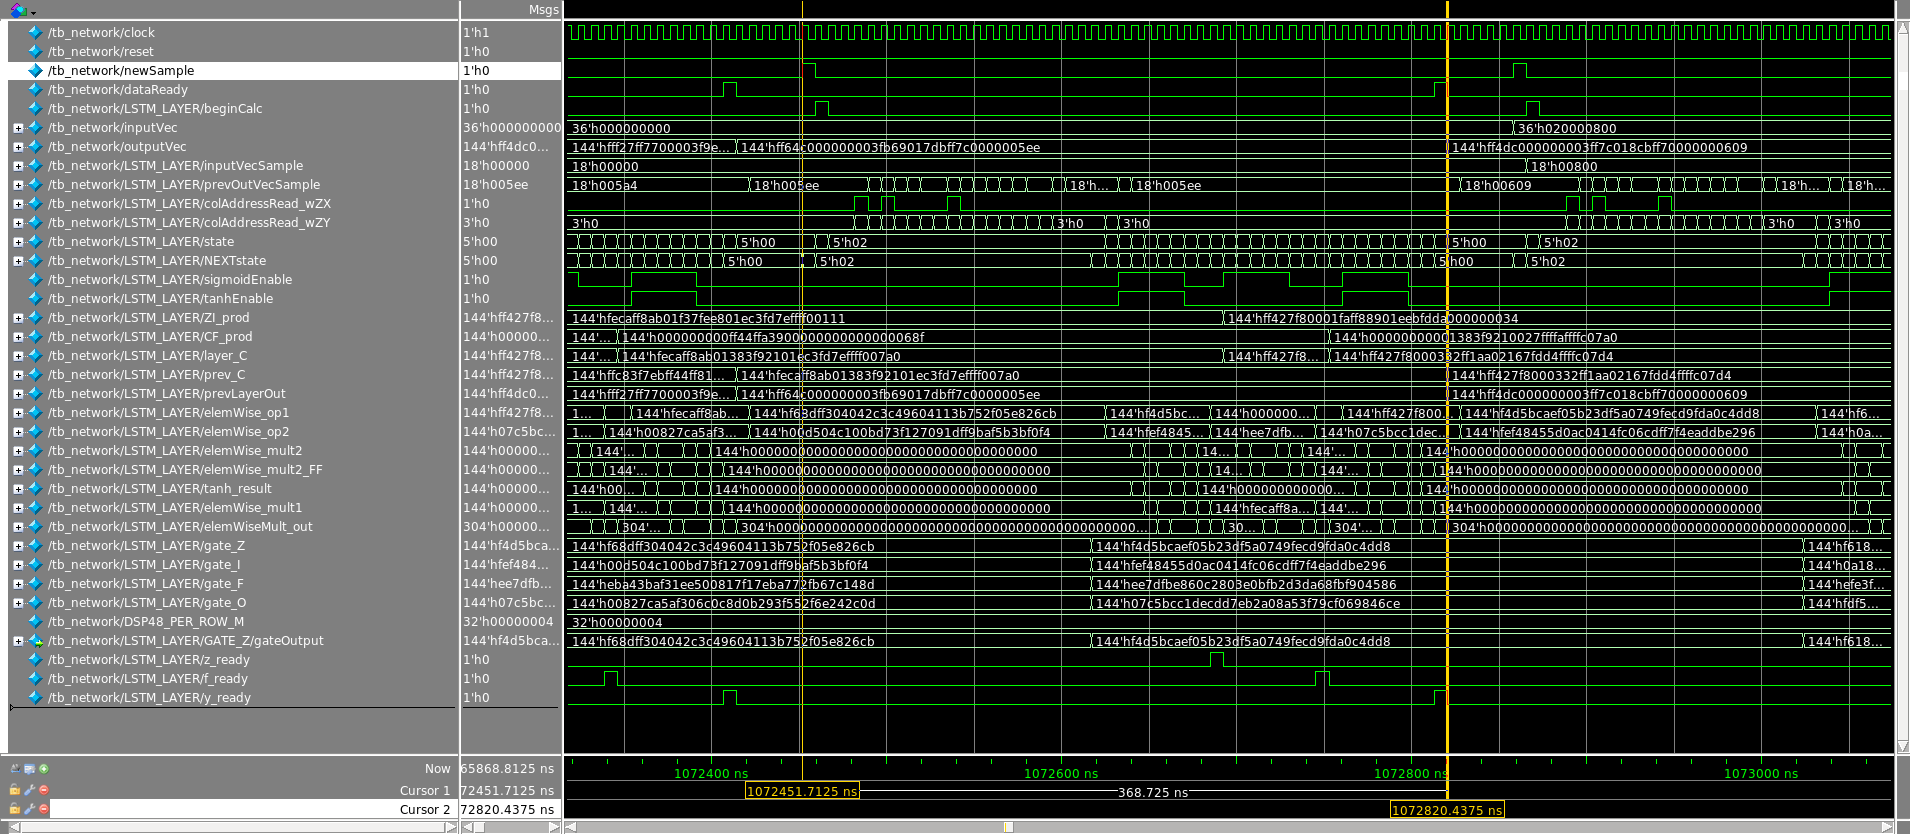 Msgs
/tb_network/clock 1'h1
/tb_network/reset 1'h0
/tb_network/newSample 1'h0
/tb_network/dataReady 1'h0
/tb_network/LSTM_LAYER/beginCalc 1'h0
/tb_network/inputVec 36'h000000000 36'h000000000 36'h020000800
/tb_network/outputVec 144'hff4dc0... 144'hfff27ff7700003f9e... 144'hff64c000000003fb69017dbff7c0000005ee 144'hff4dc000000003ff7c018cbff70000000609
/tb_network/LSTM_LAYER/inputVecSample 18'h00000 18'h00000 18'h00800
/tb_network/LSTM_LAYER/prevOutVecSample 18'h005ee 18'h005a4 18'h005ee 18'h... 18'h005ee 18'h00609 18'h... 18'h...
/tb_network/LSTM_LAYER/colAddressRead_wZX 1'h0
/tb_network/LSTM_LAYER/colAddressRead_wZY 3'h0 3'h0 3'h0 3'h0 3'h0 3'h0
/tb_network/LSTM_LAYER/state 5'h00 5'h00 5'h02 5'h00 5'h02
/tb_network/LSTM_LAYER/NEXTstate 5'h00 5'h00 5'h02 5'h00 5'h02
/tb_network/LSTM_LAYER/sigmoidEnable 1'h0
/tb_network/LSTM_LAYER/tanhEnable 1'h0
/tb_network/LSTM_LAYER/ZI_prod 144'hff427f8... 144'hfecaff8ab01f37fee801ec3fd7effff00111 144'hff427f80001faff88901eebfdda000000034
/tb_network/LSTM_LAYER/CF_prod 144'h00000... 144'... 144'h000000000ff44ffa39000000000000000068f 144'h00000000001383f9210027ffffaffffc07a0
/tb_network/LSTM_LAYER/layer_C 144'hff427f8... 144'... 144'hfecaff8ab01383f92101ec3fd7effff007a0 144'hff427f8... 144'hff427f8000332ff1aa02167fdd4ffffc07d4
/tb_network/LSTM_LAYER/prev_C 144'hff427f8... 144'hffc83f7ebff44ff81... 144'hfecaff8ab01383f92101ec3fd7effff007a0 144'hff427f8000332ff1aa02167fdd4ffffc07d4
/tb_network/LSTM_LAYER/prevLayerOut 144'hff4dc0... 144'hfff27ff7700003f9e... 144'hff64c000000003fb69017dbff7c0000005ee 144'hff4dc000000003ff7c018cbff70000000609
/tb_network/LSTM_LAYER/elemWise_op1 144'hff427f8... 1... 144'hfecaff8ab... 144'hf68dff304042c3c49604113b752f05e826cb 144'hf4d5bc... 144'h000000... 144'hff427f800... 144'hf4d5bcaef05b23df5a0749fecd9fda0c4dd8 144'hf6...
/tb_network/LSTM_LAYER/elemWise_op2 144'h07c5bc... 1... 144'h00827ca5af3... 144'h00d504c100bd73f127091dff9baf5b3bf0f4 144'hfef4845... 144'hee7dfb... 144'h07c5bcc1dec... 144'hfef48455d0ac0414fc06cdff7f4eaddbe296 144'h0a...
/tb_network/LSTM_LAYER/elemWise_mult2 144'h00000... 144'... 144'h000000000000000000000000000000000000 14... 144'... 144'h000000000000000000000000000000000000
/tb_network/LSTM_LAYER/elemWise_mult2_FF 144'h00000... 144'... 144'h000000000000000000000000000000000000 14... 144'... 144'h000000000000000000000000000000000000
/tb_network/LSTM_LAYER/tanh_result 144'h00000... 144'h00... 144'h000000000000000000000000000000000000 144'h000000000000... 144'h000000000000000000000000000000000000
/tb_network/LSTM_LAYER/elemWise_mult1 144'h00000... 1... 144'... 144'h000000000000000000000000000000000000 144'hfecaff8a... 144'... 144'h000000000000000000000000000000000000
/tb_network/LSTM_LAYER/elemWiseMult_out 304'h00000... 304'... 304'h000000000000000000000000000000000000000000... 30... 304'... 304'h00000000000000000000000000000000000000000000000...
/tb_network/LSTM_LAYER/gate_Z 144'hf4d5bca... 144'hf68dff304042c3c49604113b752f05e826cb 144'hf4d5bcaef05b23df5a0749fecd9fda0c4dd8 144'hf618...
/tb_network/LSTM_LAYER/gate_I 144'hfef484... 144'h00d504c100bd73f127091dff9baf5b3bf0f4 144'hfef48455d0ac0414fc06cdff7f4eaddbe296 144'h0a18...
/tb_network/LSTM_LAYER/gate_F 144'hee7dfb... 144'heba43baf31ee500817f17eba772fb67c148d 144'hee7dfbe860c2803e0bfb2d3da68fbf904586 144'hefe3f...
/tb_network/LSTM_LAYER/gate_O 144'h07c5bc... 144'h00827ca5af306c0c8d0b293f552f6e242c0d 144'h07c5bcc1decdd7eb2a08a53f79cf069846ce 144'hfdf5...
/tb_network/LSTM_LAYER/DSP48_PER_ROW_M 32'h00000004 32'h00000004
/tb_network/LSTM_LAYER/GATE_Z/gateOutput 144'hf4d5bca... 144'hf68dff304042c3c49604113b752f05e826cb 144'hf4d5bcaef05b23df5a0749fecd9fda0c4dd8 144'hf618...
/tb_network/LSTM_LAYER/z_ready 1'h0
/tb_network/LSTM_LAYER/f_ready 1'h0
/tb_network/LSTM_LAYER/y_ready 1'h0
Now 65868.8125 ns 1072400 ns 1072600 ns 1072800 ns 1073000 ns
Cursor 1 72451.7125 ns 1072451.7125 ns 368.725 ns
Cursor 2 72820.4375 ns 1072820.4375 ns